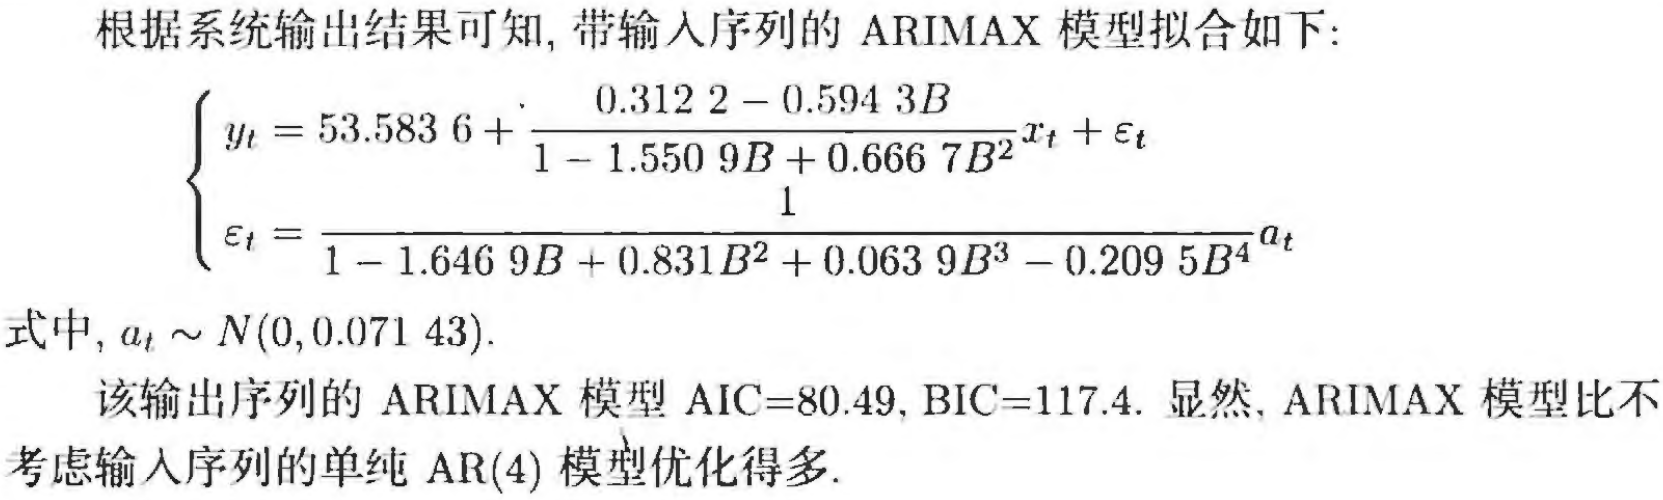 根据系统输出结果可知, 带输入序列的 ARIMAX 模型拟合如下:
$$\begin{cases} y_t = 53.583\ 6 + \dfrac{0.312\ 2 - 0.594\ 3B}{1 - 1.550\ 9B + 0.666\ 7B^2} x_t + \varepsilon_t \\ \varepsilon_t = \dfrac{1}{1 - 1.646\ 9B + 0.831B^2 + 0.063\ 9B^3 - 0.209\ 5B^4} a_t \end{cases}$$
式中, $a_t \sim N(0, 0.071\ 43)$.
该输出序列的 ARIMAX 模型 AIC=80.49, BIC=117.4. 显然, ARIMAX 模型比不
考虑输入序列的单纯 AR(4) 模型优化得多.